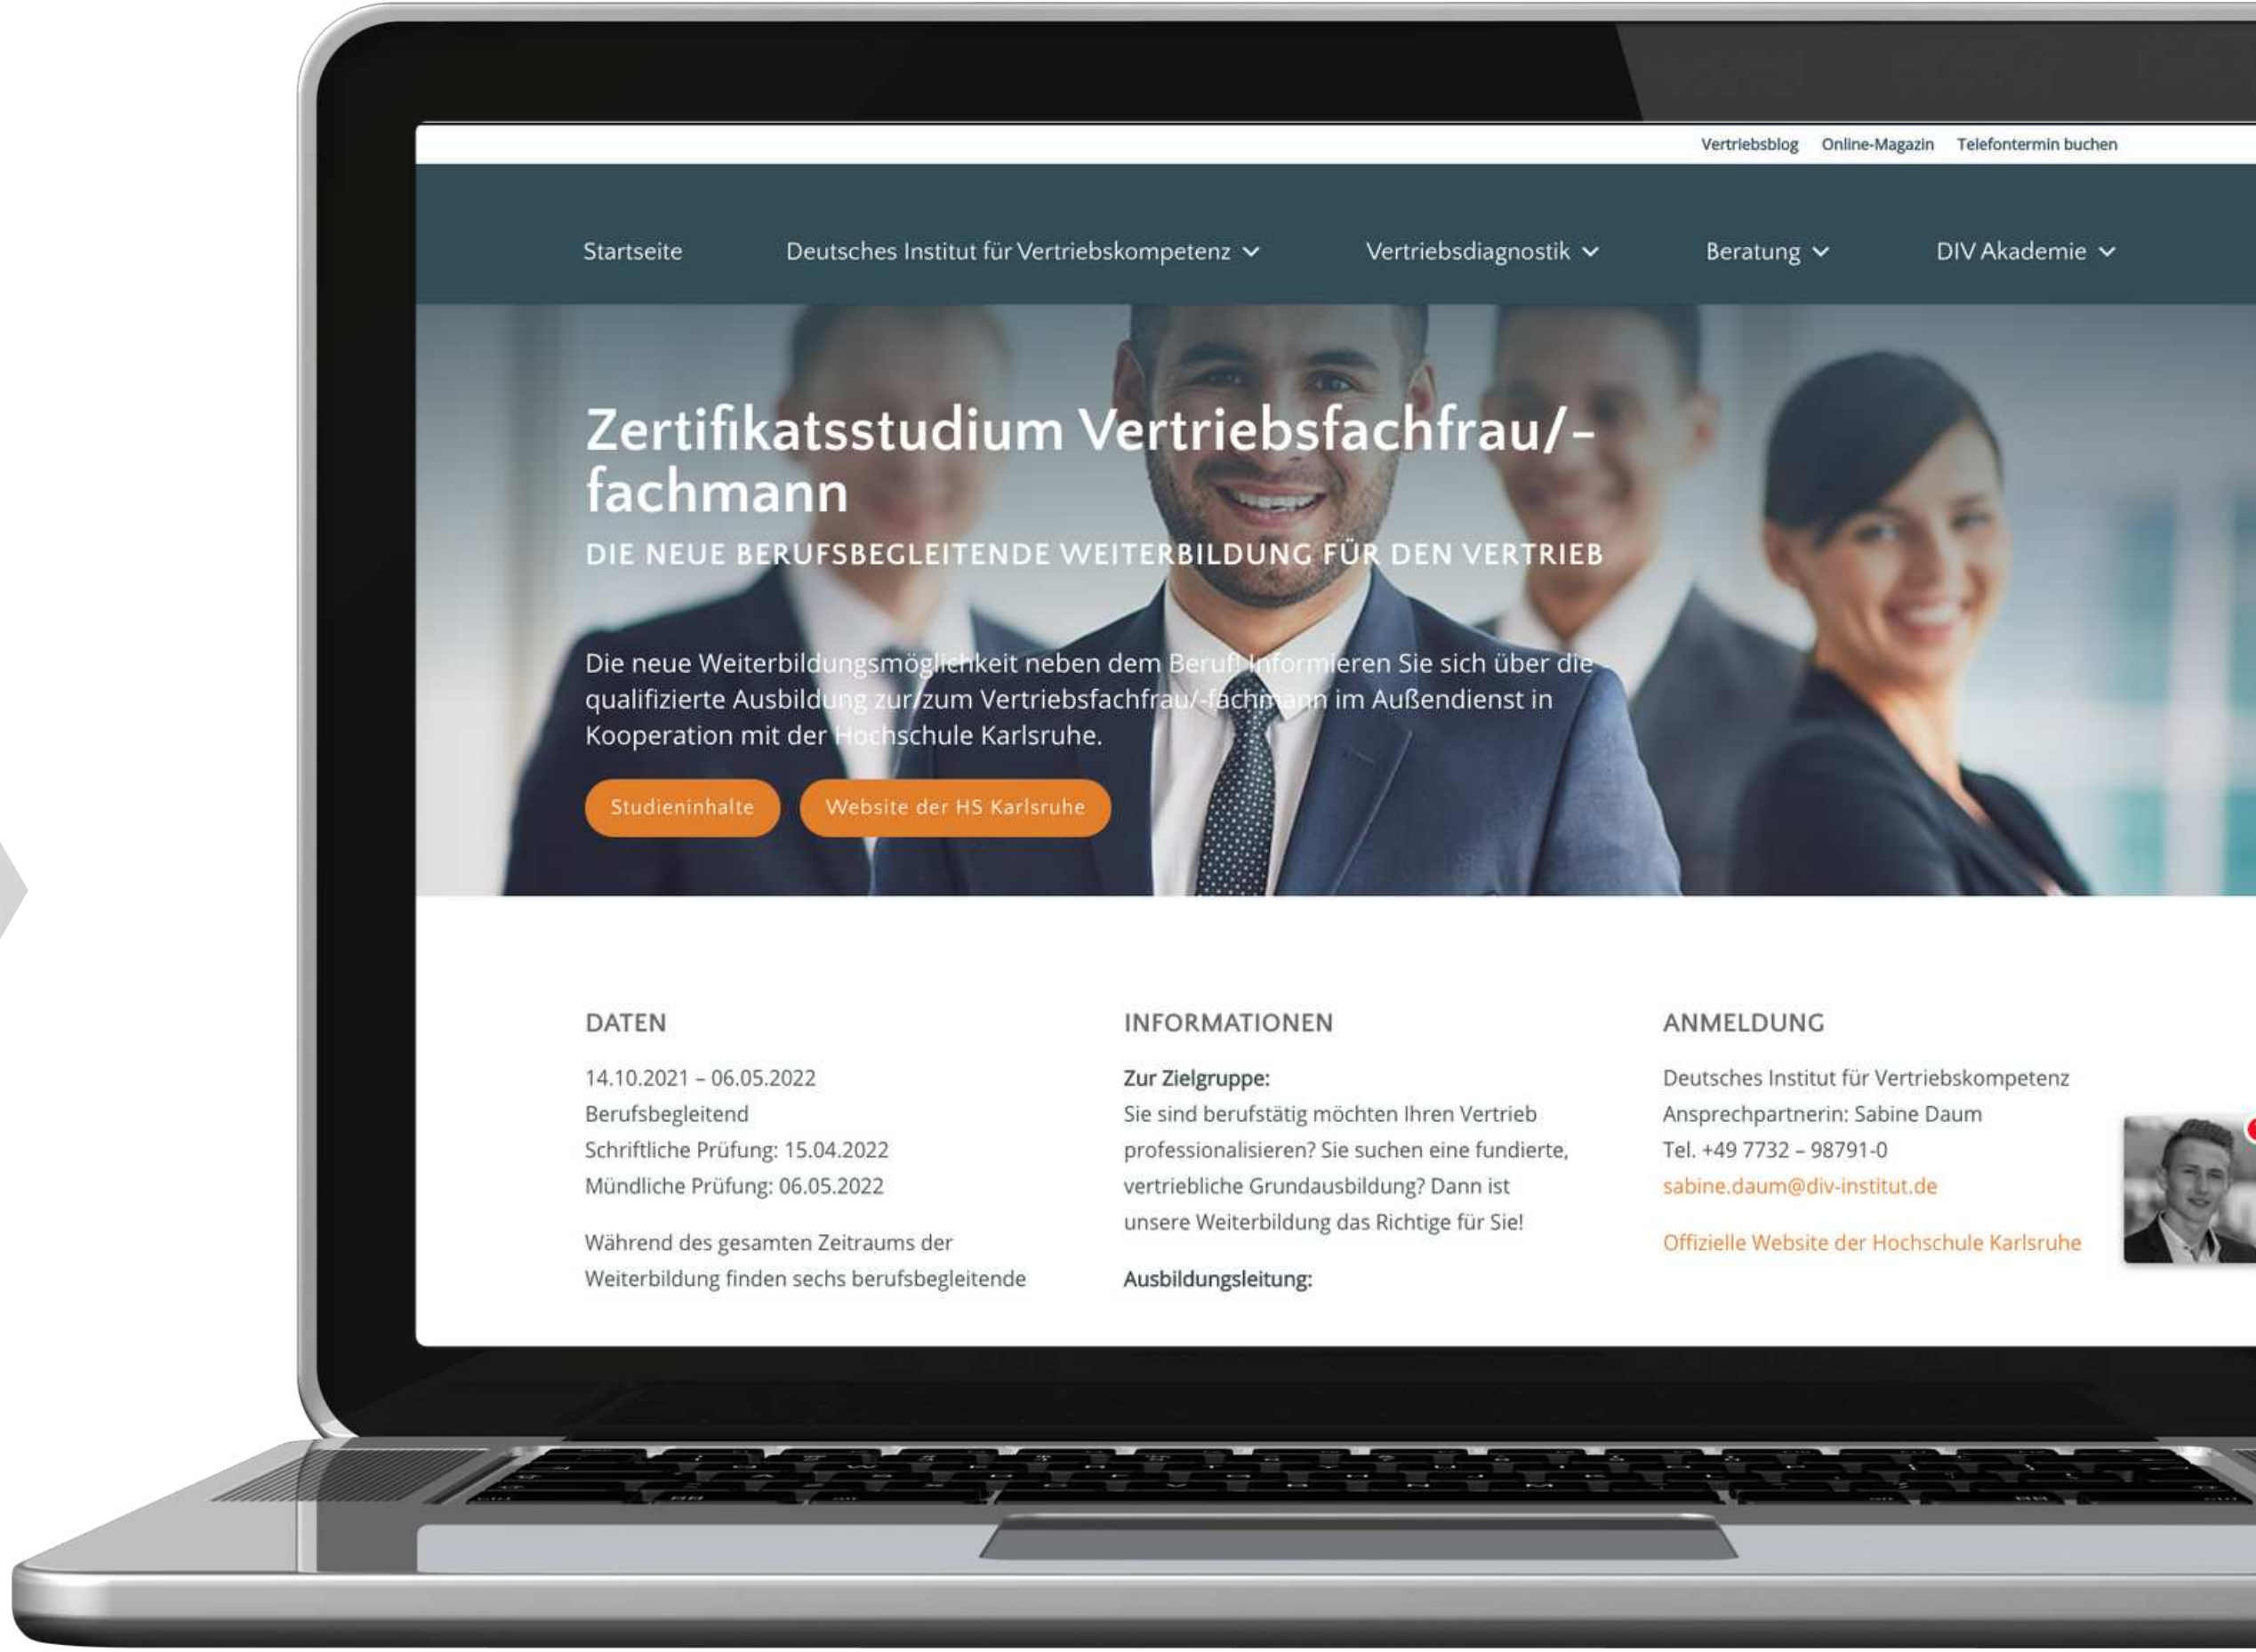 Vertriebsblog Online-Magazin Telefontermin buchen
Startseite Deutsches Institut für Vertriebskompetenz Vertriebsdiagnostik Beratung DIV Akademie
Zertifikatsstudium Vertriebsfachfrau/-
fachmann
DIE NEUE BERUFSBEGLEITENDE WEITERBILDUNG FÜR DEN VERTRIEB
Die neue Weiterbildungsmöglichkeit neben dem Beruf! Informieren Sie sich über die
qualifizierte Ausbildung zur/zum Vertriebsfachfrau/-fachmann im Außendienst in
Kooperation mit der Hochschule Karlsruhe.
Studieninhalte Website der HS Karlsruhe
DATEN
14.10.2021 – 06.05.2022
Berufsbegleitend
Schriftliche Prüfung: 15.04.2022
Mündliche Prüfung: 06.05.2022
Während des gesamten Zeitraums der
Weiterbildung finden sechs berufsbegleitende
INFORMATIONEN
Zur Zielgruppe:
Sie sind berufstätig möchten Ihren Vertrieb
professionalisieren? Sie suchen eine fundierte,
vertriebliche Grundausbildung? Dann ist
unsere Weiterbildung das Richtige für Sie!
Ausbildungsleitung:
ANMELDUNG
Deutsches Institut für Vertriebskompetenz
Ansprechpartnerin: Sabine Daum
Tel. +49 7732 – 98791-0
sabine.daum@div-institut.de
Offizielle Website der Hochschule Karlsruhe